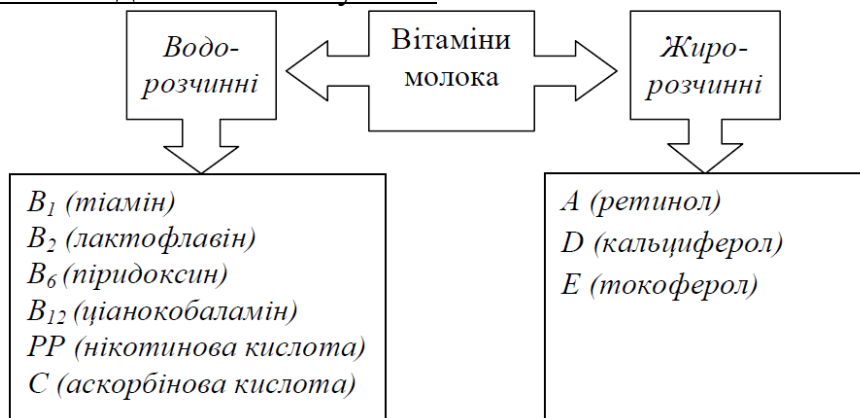 Вітаміни
молока
Водо-
розчинні
Жиро-
розчинні
B1 (тіамін)
B2 (лактофлавін)
B6 (піридоксин)
B12 (ціанокобаламін)
PP (нікотинова кислота)
C (аскорбінова кислота)
A (ретинол)
D (кальциферол)
E (токоферол)